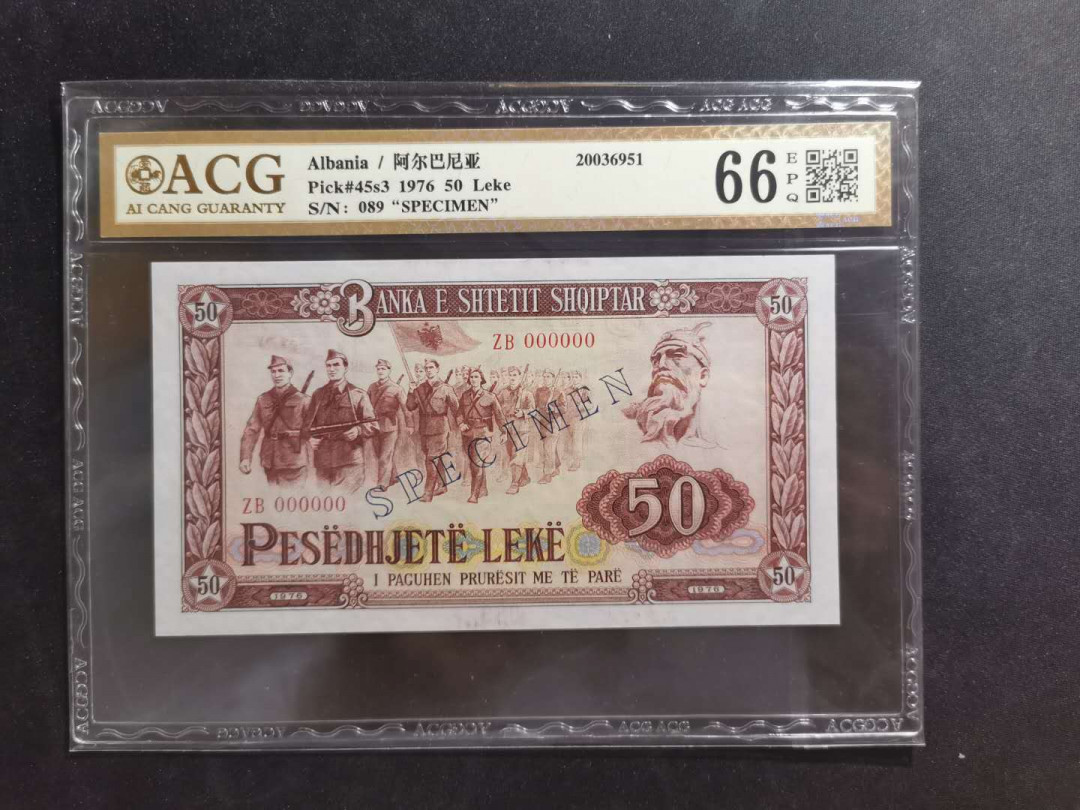 ACG
AI CANG GUARANTY
Albania / 阿尔巴尼亚
Pick#45s3 1976 50 Leke
S/N: 089 "SPECIMEN"
20036951
66
EPQ
50
BANKA E SHTETIT SHQIPTAR
50
ZB 000000
SPECIMEN
ZB 000000
50
PESËDHJETË LEKË
I PAGUHEN PRURËSIT ME TË PARË
50
1976
1976
50